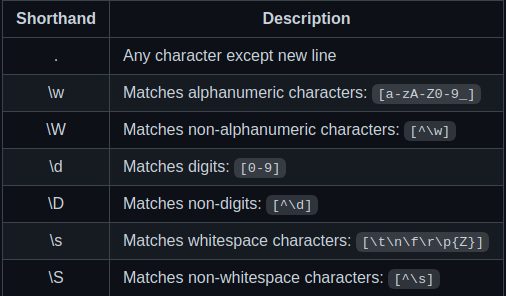 Shorthand Description
. Any character except new line
\w Matches alphanumeric characters: [a-zA-Z0-9_]
\W Matches non-alphanumeric characters: [^\w]
\d Matches digits: [0-9]
\D Matches non-digits: [^\d]
\s Matches whitespace characters: [\t\n\f\r\p{Z}]
\S Matches non-whitespace characters: [^\s]